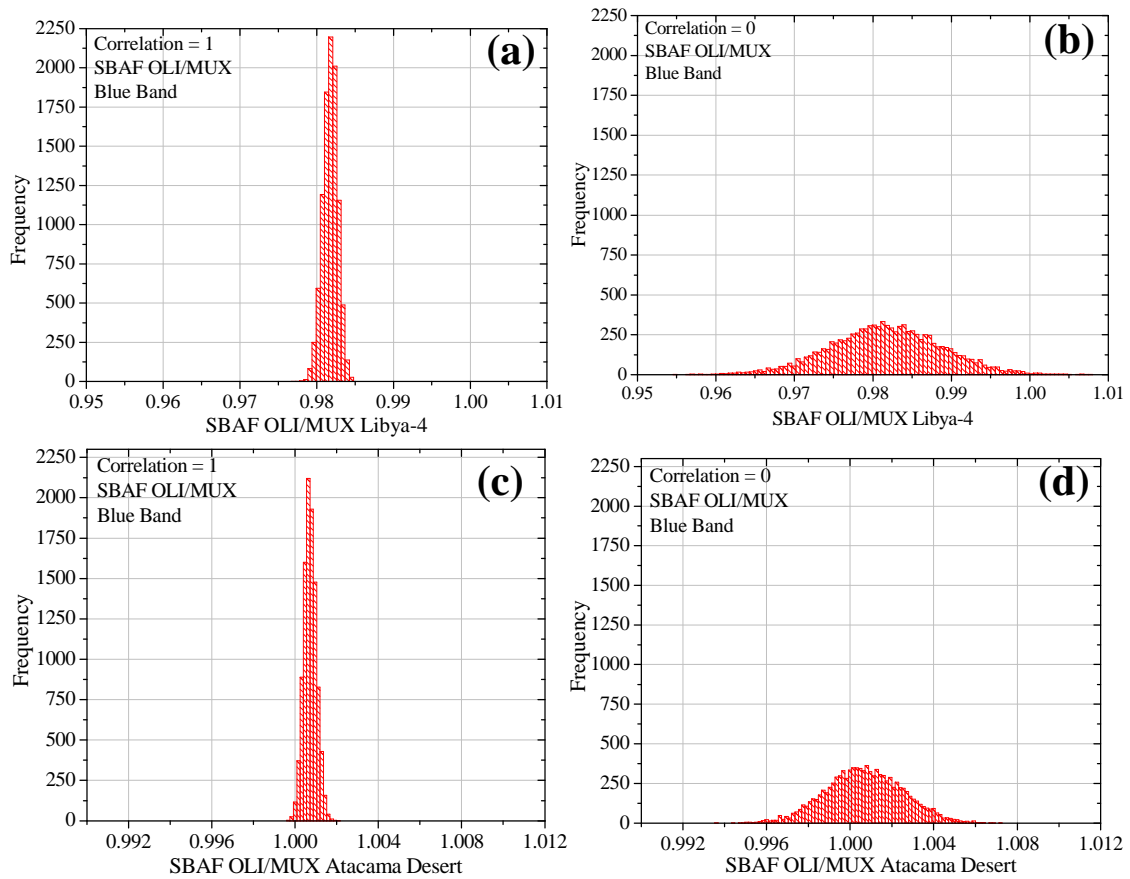 Correlation = 1
SBAF OLI/MUX
Blue Band
(a)
2250
2000
1750
1500
1250
1000
750
500
250
0
Frequency
0.95 0.96 0.97 0.98 0.99 1.00 1.01
SBAF OLI/MUX Libya-4
Correlation = 0
SBAF OLI/MUX
Blue Band
(b)
2250
2000
1750
1500
1250
1000
750
500
250
0
Frequency
0.95 0.96 0.97 0.98 0.99 1.00 1.01
SBAF OLI/MUX Libya-4
Correlation = 1
SBAF OLI/MUX
Blue Band
(c)
2250
2000
1750
1500
1250
1000
750
500
250
0
Frequency
0.992 0.996 1.000 1.004 1.008 1.012
SBAF OLI/MUX Atacama Desert
Correlation = 0
SBAF OLI/MUX
Blue Band
(d)
2250
2000
1750
1500
1250
1000
750
500
250
0
Frequency
0.992 0.996 1.000 1.004 1.008 1.012
SBAF OLI/MUX Atacama Desert